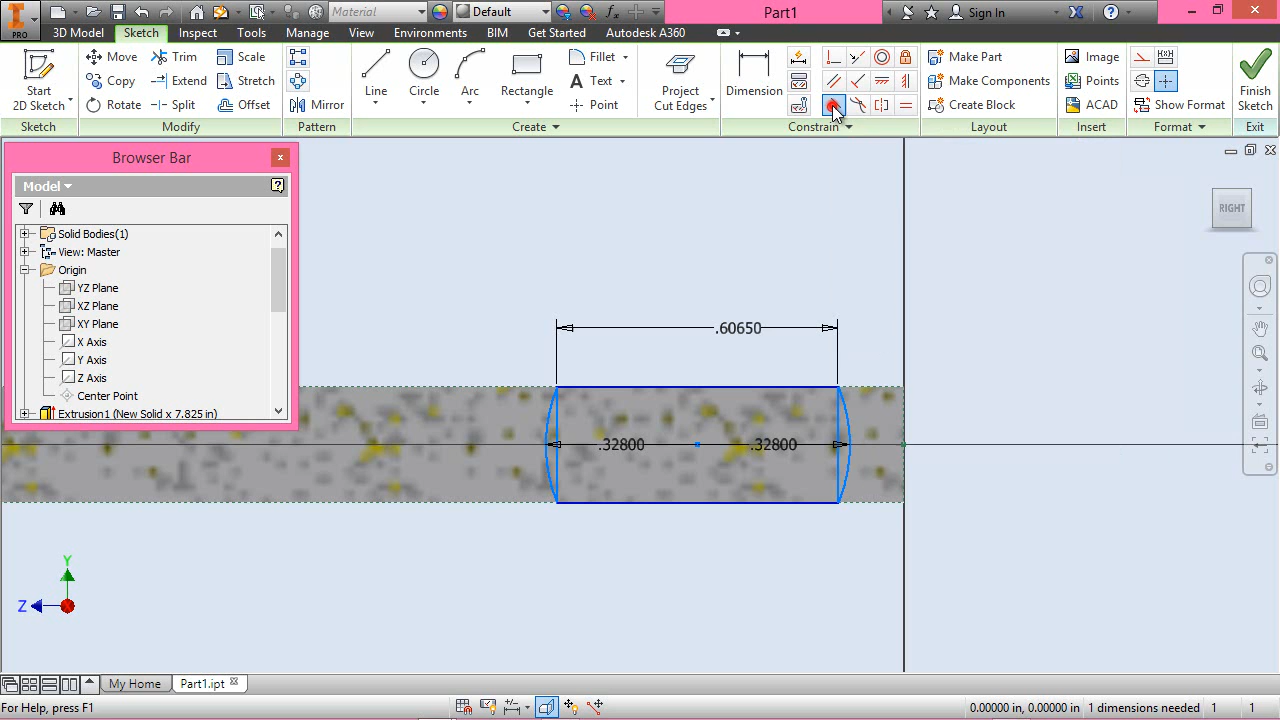 PRO
Material
Default
Part1
Sign In
3D Model
Sketch
Inspect
Tools
Manage
View
Environments
BIM
Get Started
Autodesk A360
Start
2D Sketch
Move
Trim
Scale
Copy
Extend
Stretch
Rotate
Split
Offset
Mirror
Line
Circle
Arc
Rectangle
Fillet
Text
Point
Project
Cut Edges
Dimension
Make Part
Make Components
Create Block
Image
Points
ACAD
Show Format
Finish
Sketch
Sketch
Modify
Pattern
Create
Constrain
Layout
Insert
Format
Exit
Browser Bar
Model
Solid Bodies(1)
View: Master
Origin
YZ Plane
XZ Plane
XY Plane
X Axis
Y Axis
Z Axis
Center Point
Extrusion1 (New Solid x 7.825 in)
RIGHT
.60650
.32800
.32800
Y
Z
X
My Home
Part1.ipt
For Help, press F1
0.00000 in, 0.00000 in
1 dimensions needed
1
1